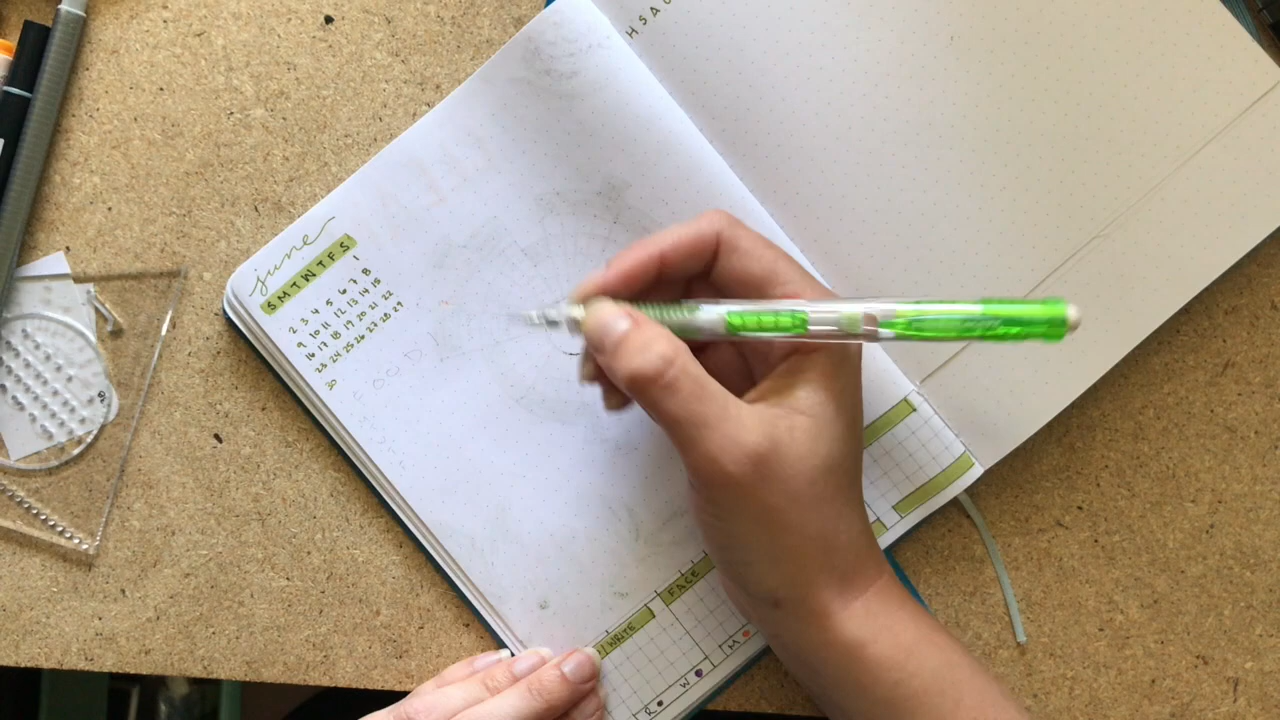 HSAU
june
S M T W T F S
1
2 3 4 5 6 7 8
9 10 11 12 13 14 15
16 17 18 19 20 21 22
23 24 25 26 27 28 29
30
WRITE
FACE
R W M